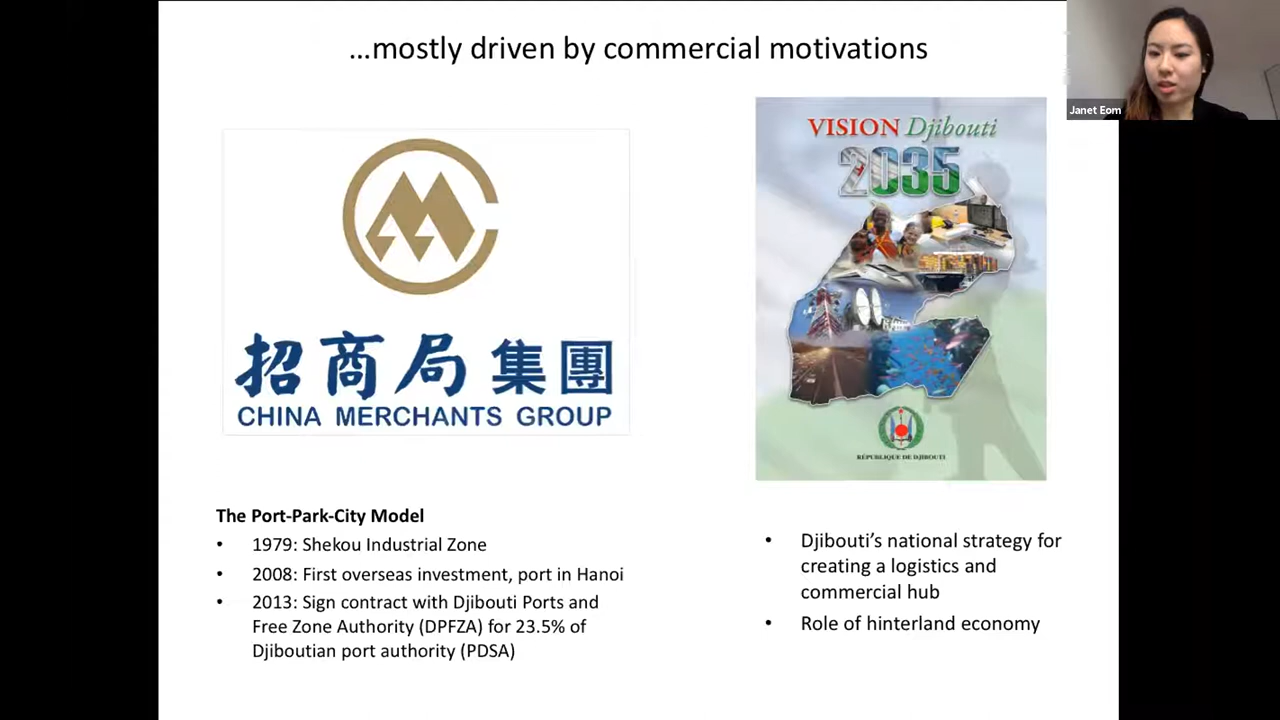 …mostly driven by commercial motivations
Janet Eom
招商局集團
CHINA MERCHANTS GROUP
VISION Djibouti
2035
RÉPUBLIQUE DE DJIBOUTI
The Port-Park-City Model
• 1979: Shekou Industrial Zone
• 2008: First overseas investment, port in Hanoi
• 2013: Sign contract with Djibouti Ports and
Free Zone Authority (DPFZA) for 23.5% of
Djiboutian port authority (PDSA)
• Djibouti’s national strategy for
creating a logistics and
commercial hub
• Role of hinterland economy